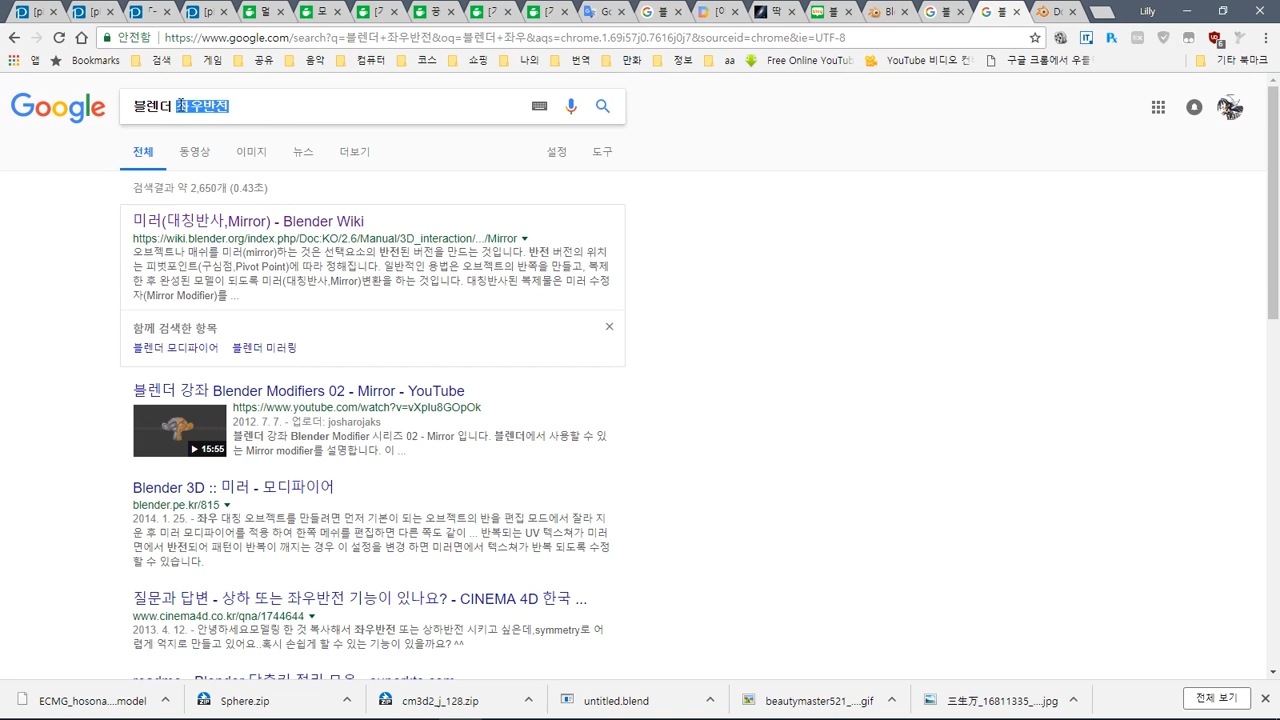 [p
[p
[-
[p
멀
모
[7
공
[7
[7
Go
블
D
딱
블
Bl
블
블
Do
Lilly
안전함
https://www.google.com/search?q=블렌더+좌우반전&oq=블렌더+좌우&aqs=chrome.1.69i57j0.7616j0j7&sourceid=chrome&ie=UTF-8
앱
Bookmarks
검색
게임
공유
음악
컴퓨터
코스
쇼핑
나의
번역
만화
정보
aa
Free Online YouTub
YouTube 비디오 컨
구글 크롬에서 우클
기타 북마크
Google
블렌더 좌우반전
전체
동영상
이미지
뉴스
더보기
설정
도구
검색결과 약 2,650개 (0.43초)
미러(대칭반사,Mirror) - Blender Wiki
https://wiki.blender.org/index.php/Doc:KO/2.6/Manual/3D_interaction/.../Mirror
오브젝트나 매쉬를 미러(mirror)하는 것은 선택요소의 반전된 버전을 만드는 것입니다. 반전 버전의 위치
는 피벗포인트(구심점,Pivot Point)에 따라 정해집니다. 일반적인 용법은 오브젝트의 반쪽을 만들고, 복제
한 후 완성된 모델이 되도록 미러(대칭반사,Mirror)변환을 하는 것입니다. 대칭반사된 복제물은 미러 수정
자(Mirror Modifier)를 ...
함께 검색한 항목
블렌더 모디파이어
블렌더 미러링
블렌더 강좌 Blender Modifiers 02 - Mirror - YouTube
https://www.youtube.com/watch?v=vXpIu8GOpOk
2012. 7. 7. - 업로더: josharojaks
블렌더 강좌 Blender Modifier 시리즈 02 - Mirror 입니다. 블렌더에서 사용할 수 있
는 Mirror modifier를 설명합니다. 이 ...
15:55
Blender 3D :: 미러 - 모디파이어
blender.pe.kr/815
2014. 1. 25. - 좌우 대칭 오브젝트를 만들려면 먼저 기본이 되는 오브젝트의 반을 편집 모드에서 잘라 지
운 후 미러 모디파이어를 적용 하여 한쪽 메쉬를 편집하면 다른 쪽도 같이 ... 반복되는 UV 텍스쳐가 미러
면에서 반전되어 패턴이 반복이 깨지는 경우 이 설정을 변경 하면 미러면에서 텍스쳐가 반복 되도록 수정
할 수 있습니다.
질문과 답변 - 상하 또는 좌우반전 기능이 있나요? - CINEMA 4D 한국 ...
www.cinema4d.co.kr/qna/1744644
2013. 4. 12. - 안녕하세요모델링 한 것 복사해서 좌우반전 또는 상하반전 시키고 싶은데,symmetry로 어
렵게 억지로 만들고 있어요..혹시 손쉽게 할 수 있는 기능이 있을까요? ^^
ECMG_hosona....model
Sphere.zip
cm3d2_j_128.zip
untitled.blend
beautymaster521_....gif
三生万_16811335_....jpg
전체 보기